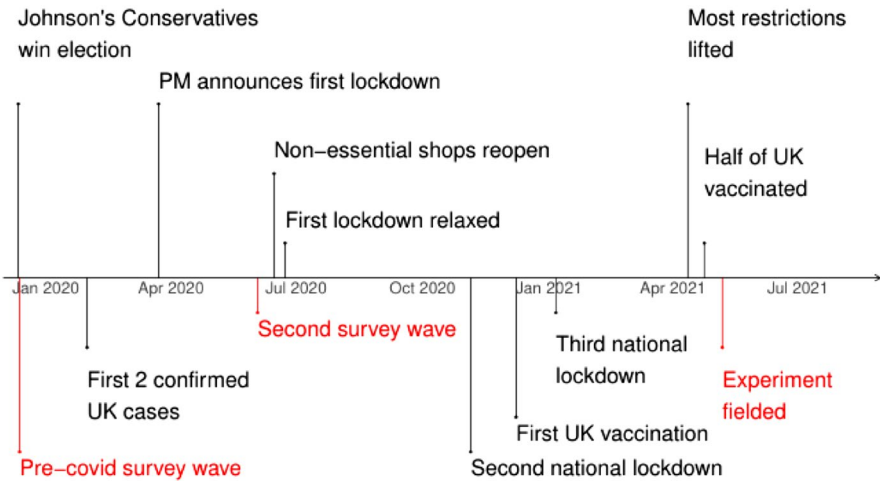 Johnson's Conservatives
win election
Most restrictions
lifted
PM announces first lockdown
Non−essential shops reopen
Half of UK
vaccinated
First lockdown relaxed
Jan 2020
Apr 2020
Jul 2020
Oct 2020
Jan 2021
Apr 2021
Jul 2021
Second survey wave
Third national
lockdown
First 2 confirmed
UK cases
Experiment
fielded
First UK vaccination
Pre−covid survey wave
Second national lockdown